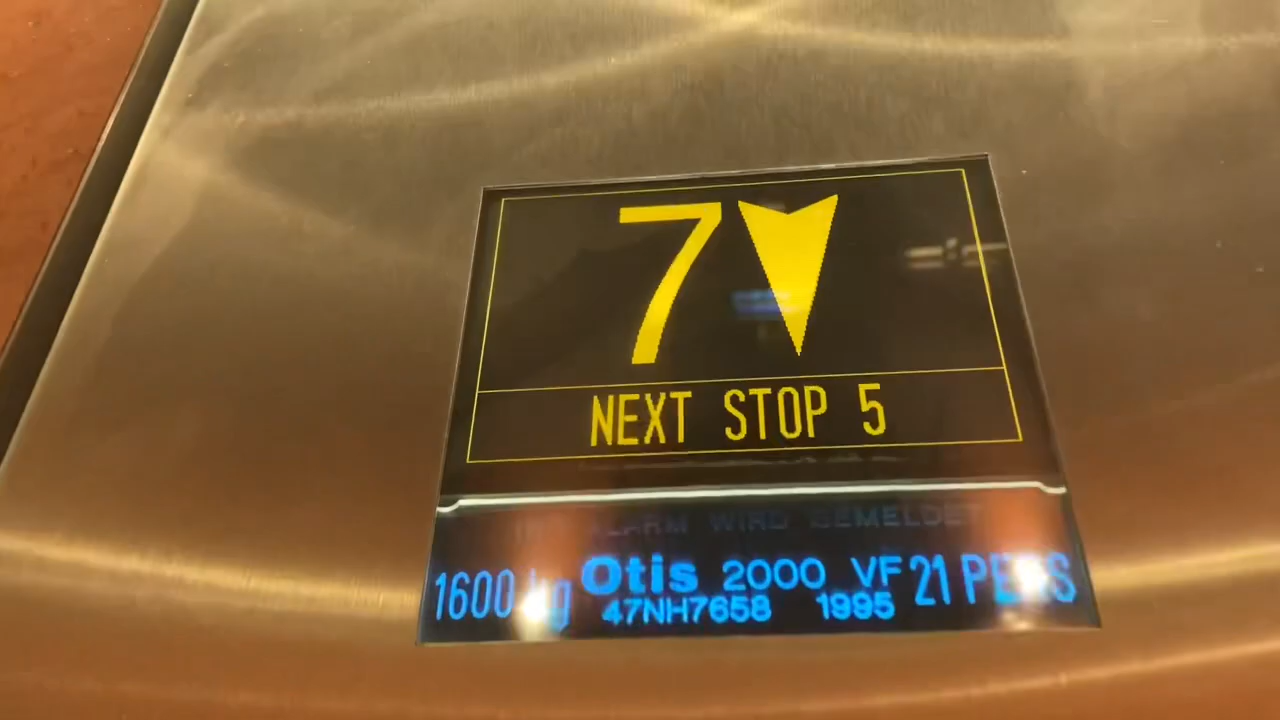 7
NEXT STOP 5
ALARM WIRD GEMELDET
1600 kg Otis 2000 VF 21 PERS
47NH7658 1995